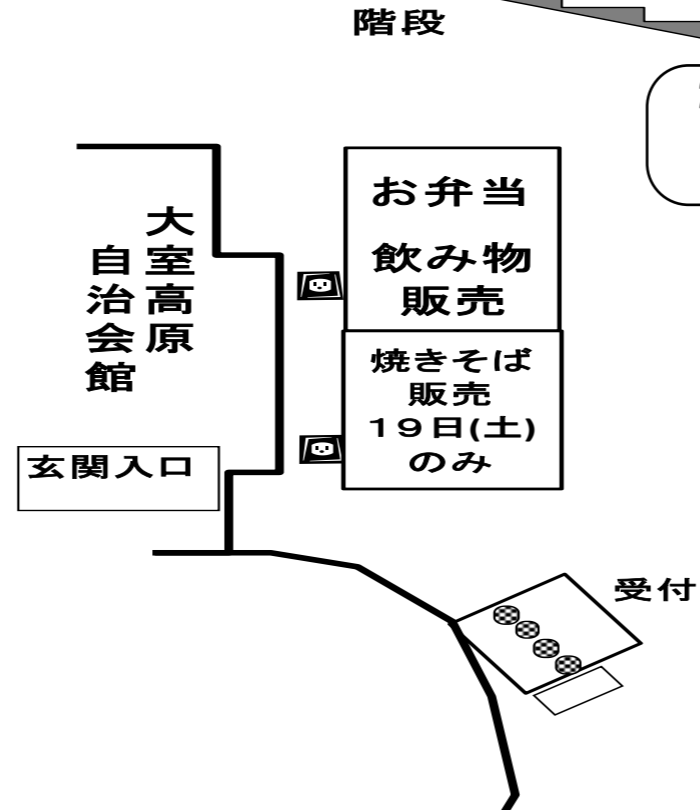 階段
お弁当
飲み物
販売
大室高原
自治会館
焼きそば
販売
19日(土)
のみ
玄関入口
受付